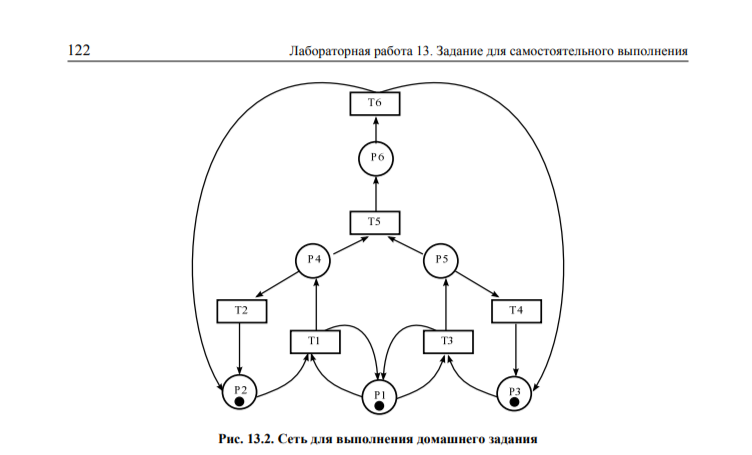 122
Лабораторная работа 13. Задание для самостоятельного выполнения
T6
P6
T5
P4
P5
T2
T4
T1
T3
P2
P1
P3
Рис. 13.2. Сеть для выполнения домашнего задания